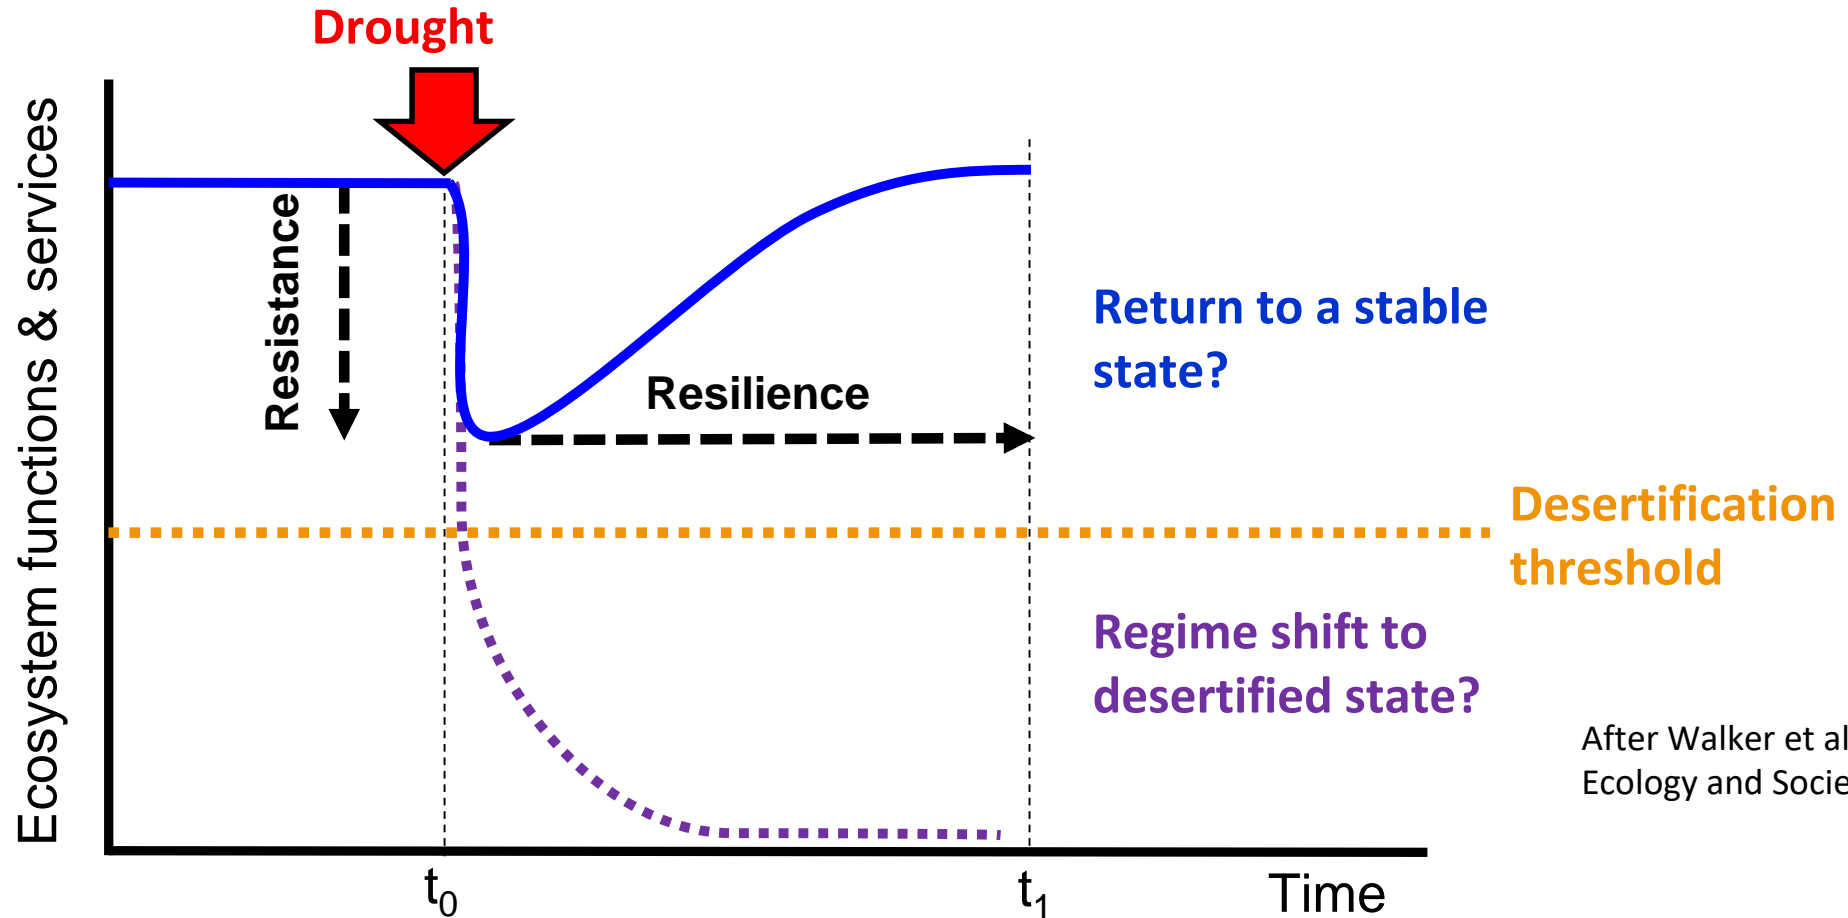 Drought
Ecosystem functions & services
Resistance
Resilience
Return to a stable
state?
Desertification
threshold
Regime shift to
desertified state?
After Walker et al
Ecology and Socie
t₀
t₁
Time